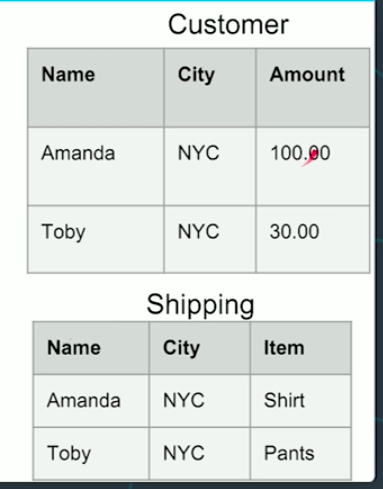 Customer
Name City Amount
Amanda NYC 100.00
Toby NYC 30.00
Shipping
Name City Item
Amanda NYC Shirt
Toby NYC Pants